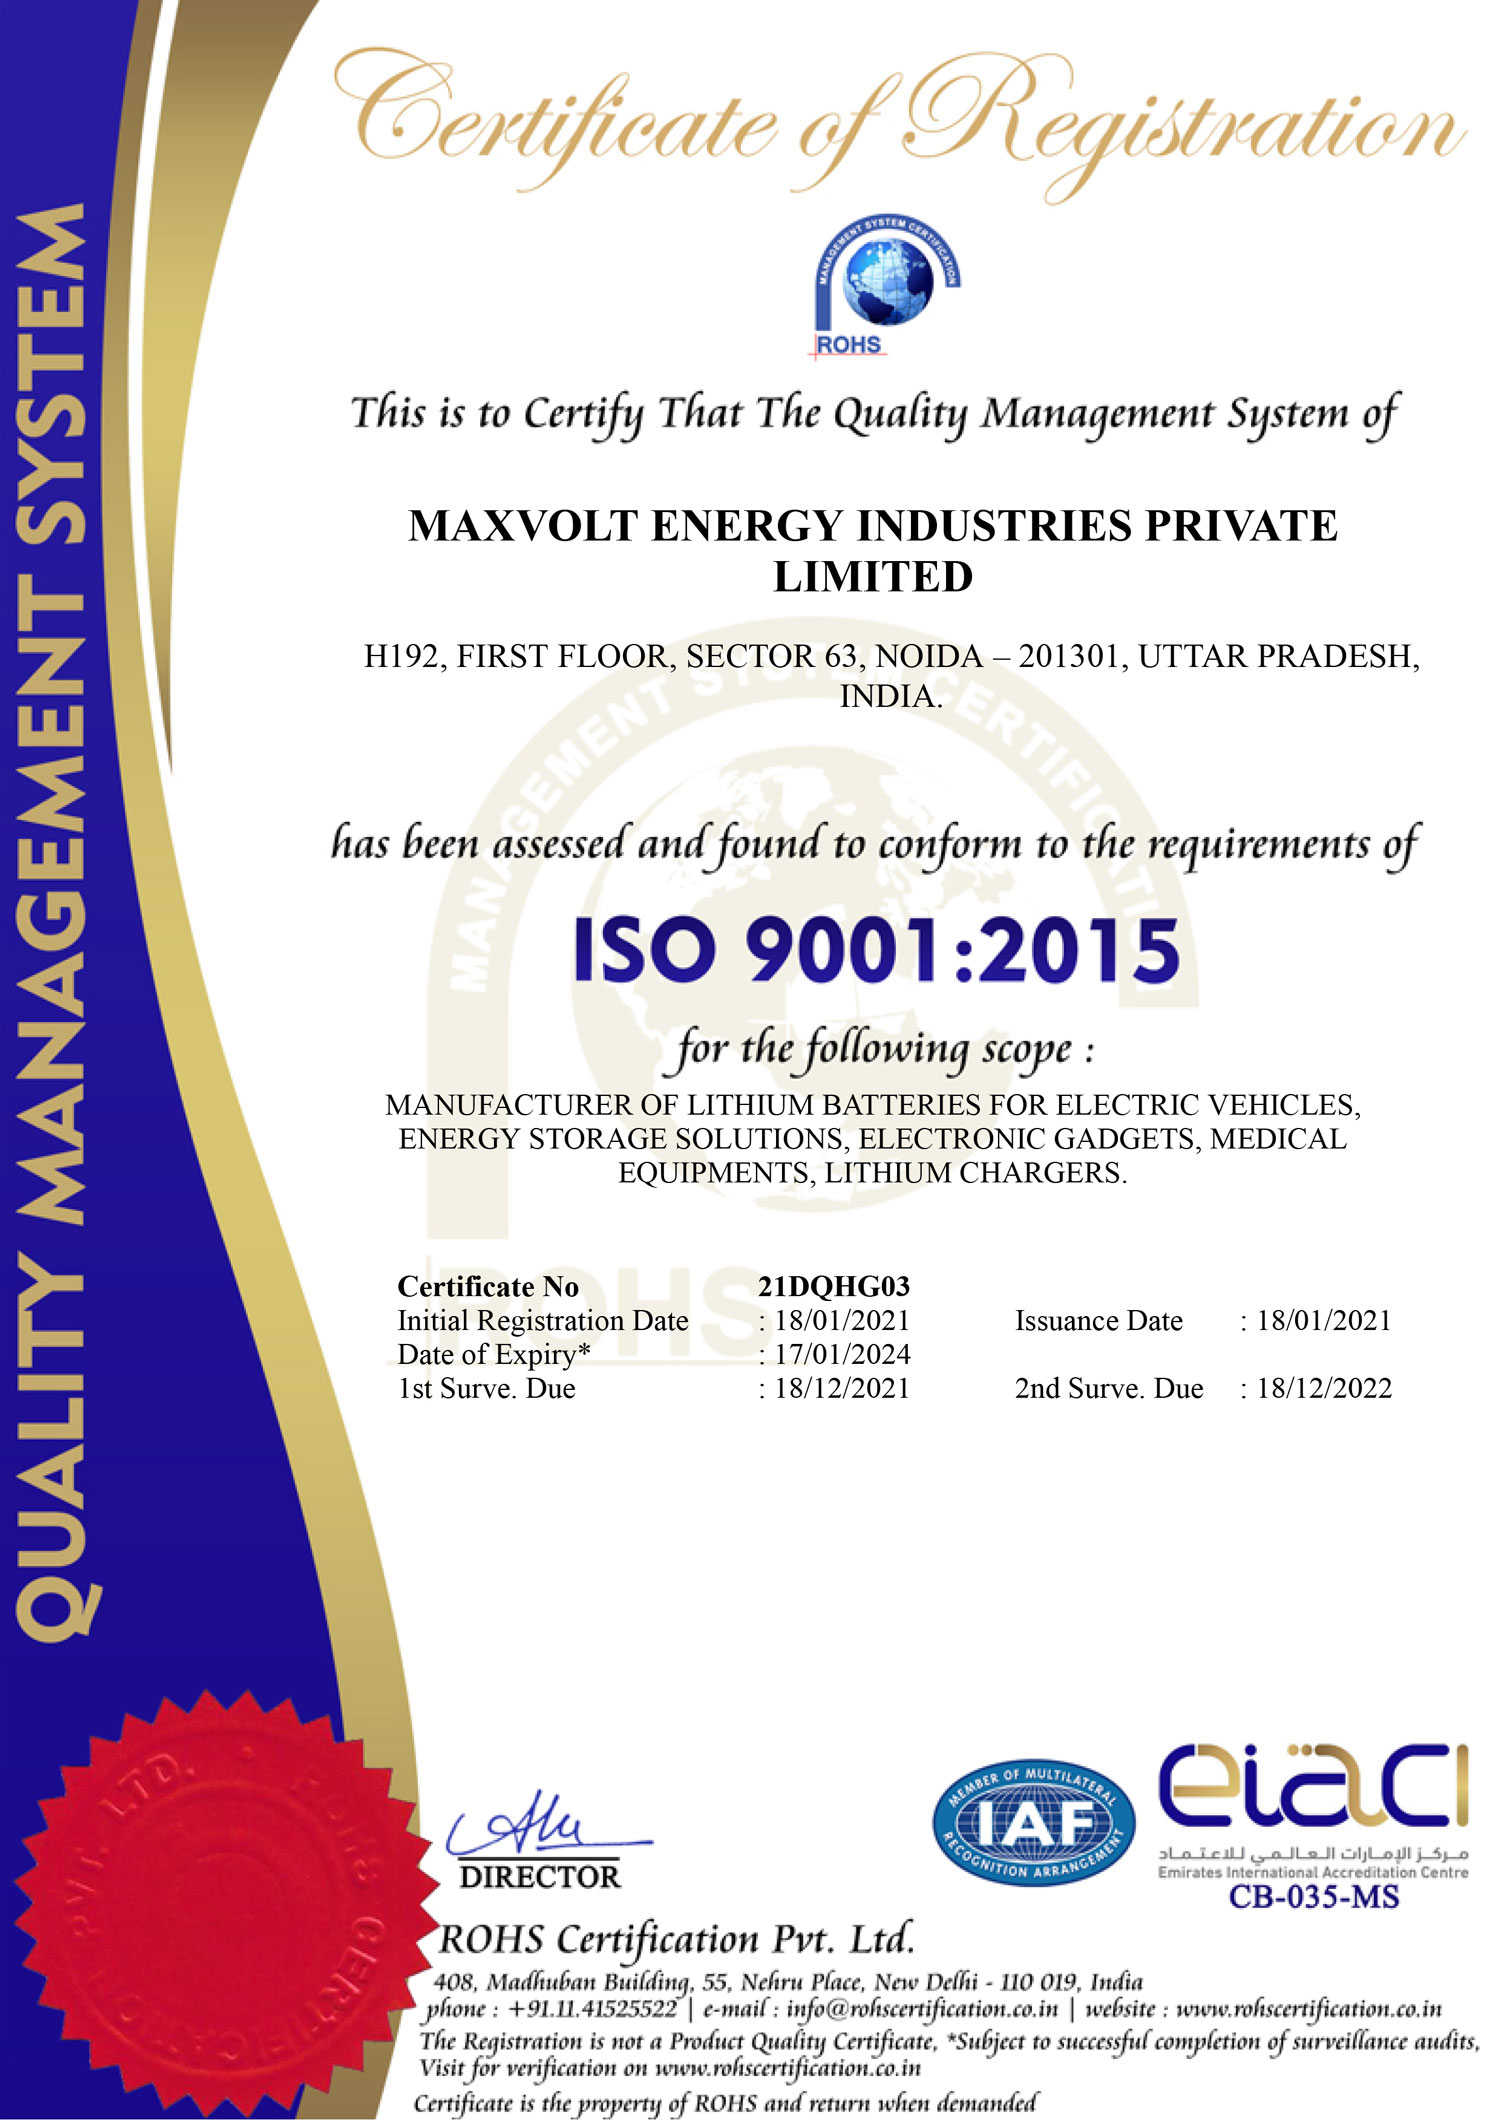 Certificate of Registration
MANAGEMENT SYSTEM CERTIFICATION
ROHS
This is to Certify That The Quality Management System of
MAXVOLT ENERGY INDUSTRIES PRIVATE
LIMITED
H192, FIRST FLOOR, SECTOR 63, NOIDA – 201301, UTTAR PRADESH,
INDIA.
has been assessed and found to conform to the requirements of
ISO 9001:2015
for the following scope :
MANUFACTURER OF LITHIUM BATTERIES FOR ELECTRIC VEHICLES,
ENERGY STORAGE SOLUTIONS, ELECTRONIC GADGETS, MEDICAL
EQUIPMENTS, LITHIUM CHARGERS.
MANAGEMENT SYSTEM CERTIFICATION
ROHS
Certificate No 21DQHG03
Initial Registration Date : 18/01/2021 Issuance Date : 18/01/2021
Date of Expiry* : 17/01/2024
1st Surve. Due : 18/12/2021 2nd Surve. Due : 18/12/2022
QUALITY MANAGEMENT SYSTEM
ROHS CERTIFICATION PVT. LTD.
DIRECTOR
MEMBER OF MULTILATERAL
IAF
RECOGNITION ARRANGEMENT
eiac
مركز الإمارات العالمي للاعتماد
Emirates International Accreditation Centre
CB-035-MS
ROHS Certification Pvt. Ltd.
408, Madhuban Building, 55, Nehru Place, New Delhi - 110 019, India
phone : +91.11.41525522 | e-mail : info@rohscertification.co.in | website : www.rohscertification.co.in
The Registration is not a Product Quality Certificate, *Subject to successful completion of surveillance audits,
Visit for verification on www.rohscertification.co.in
Certificate is the property of ROHS and return when demanded